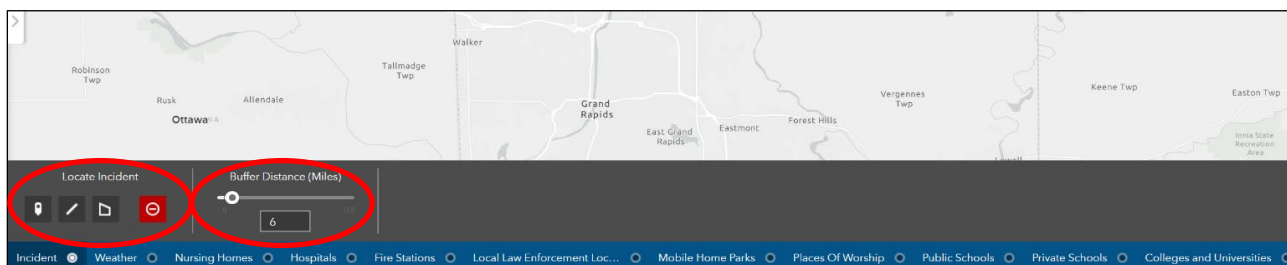 Walker
Robinson
Twp
Tallmadge
Twp
Rusk
Allendale
Ottawa
Grand
Rapids
East Grand
Rapids
Eastmont
Forest Hills
Vergennes
Twp
Keene Twp
Easton Twp
Ionia State
Recreation
Area
Lowell
Locate Incident
Buffer Distance (Miles)
0
6
Incident Weather Nursing Homes Hospitals Fire Stations Local Law Enforcement Loc... Mobile Home Parks Places Of Worship Public Schools Private Schools Colleges and Universities